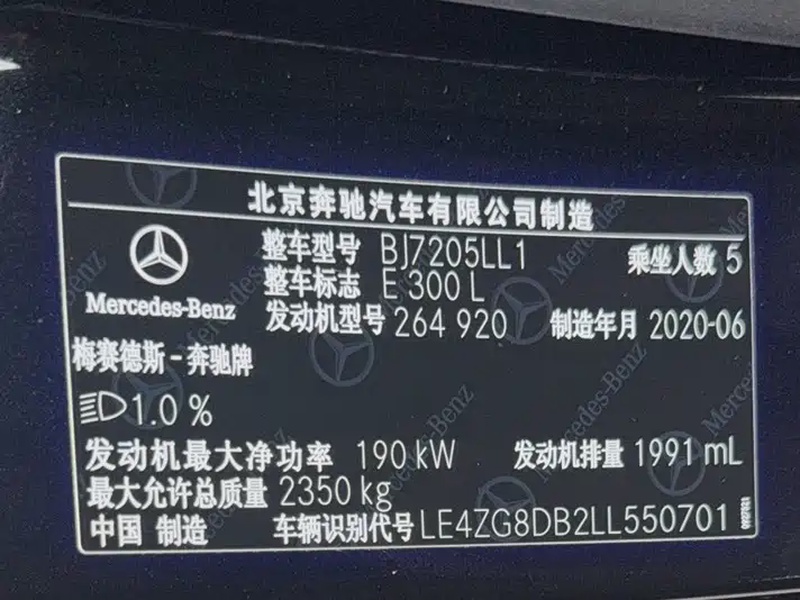 北京奔驰汽车有限公司制造
Mercedes-Benz
整车型号 BJ7205LL1 乘坐人数 5
整车标志 E 300 L
发动机型号 264 920 制造年月 2020-06
梅赛德斯-奔驰牌
1.0 %
发动机最大净功率 190 kW 发动机排量 1991 mL
最大允许总质量 2350 kg
中国 制造 车辆识别代号 LE4ZG8DB2LL550701